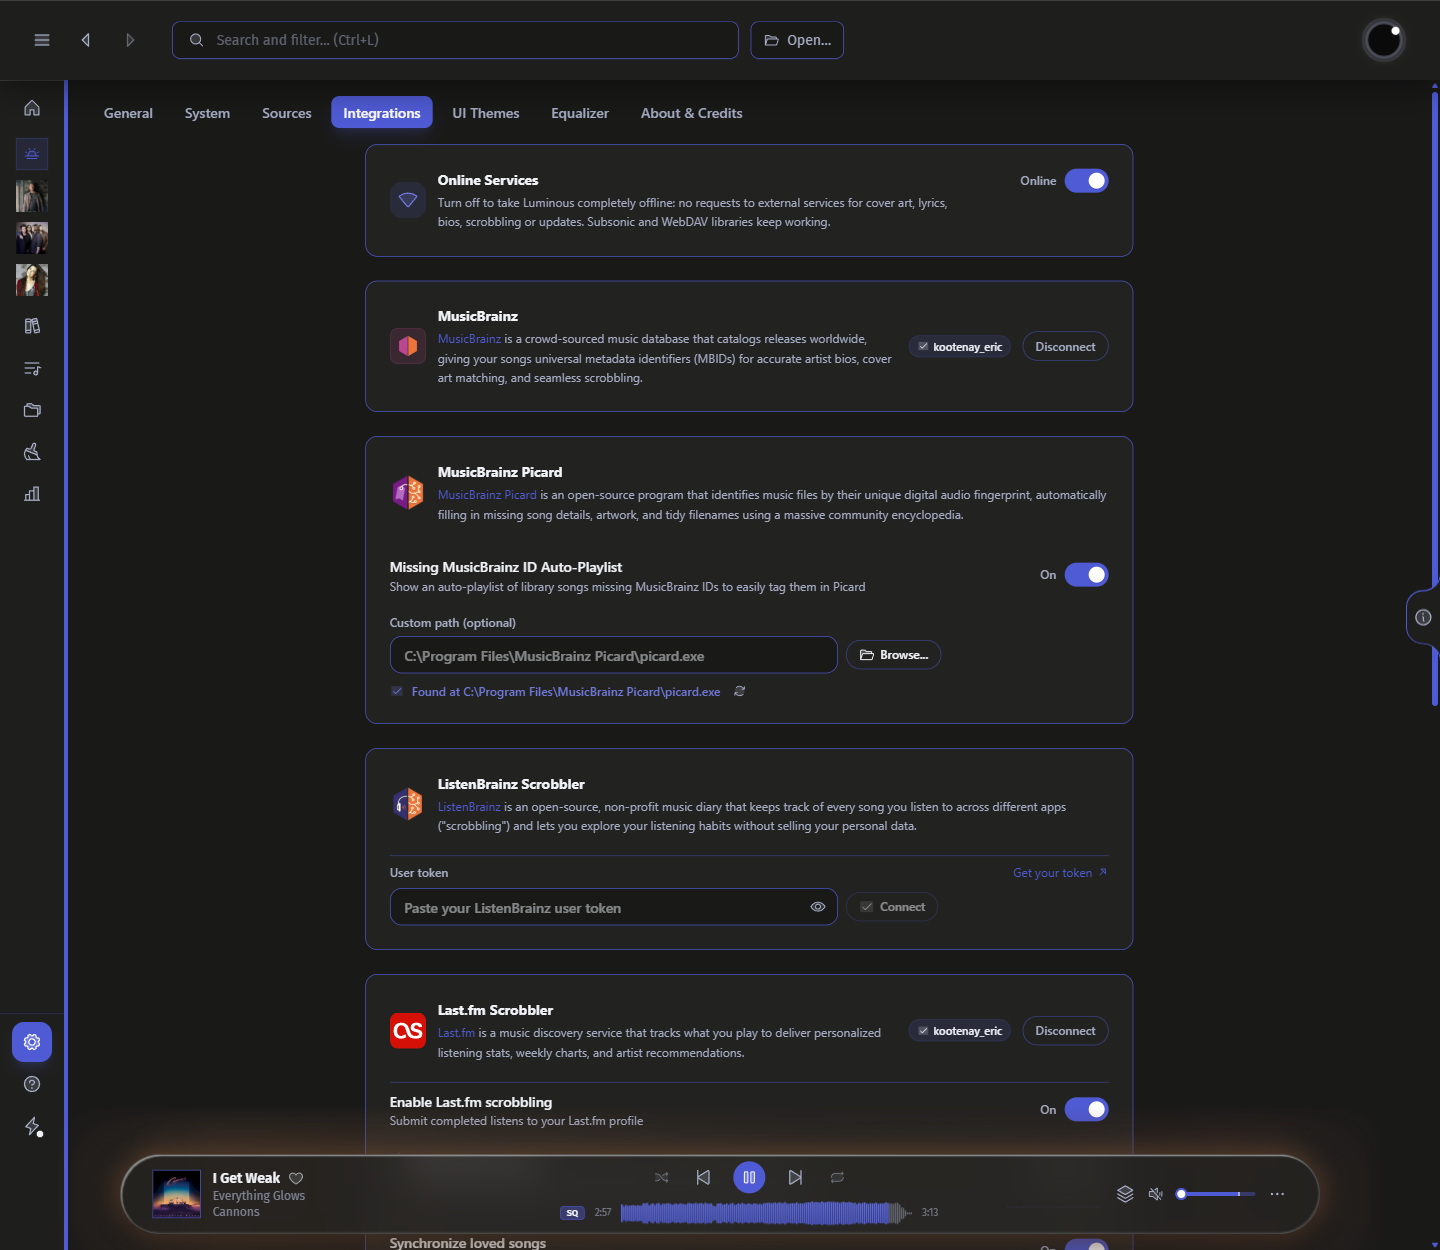 Search and filter... (Ctrl+L)
Open...
General
System
Sources
Integrations
UI Themes
Equalizer
About & Credits
Online Services
Online
Turn off to take Luminous completely offline: no requests to external services for cover art, lyrics,
bios, scrobbling or updates. Subsonic and WebDAV libraries keep working.
MusicBrainz
MusicBrainz is a crowd-sourced music database that catalogs releases worldwide,
giving your songs universal metadata identifiers (MBIDs) for accurate artist bios, cover
art matching, and seamless scrobbling.
kootenay_eric
Disconnect
MusicBrainz Picard
MusicBrainz Picard is an open-source program that identifies music files by their unique digital audio fingerprint, automatically
filling in missing song details, artwork, and tidy filenames using a massive community encyclopedia.
Missing MusicBrainz ID Auto-Playlist
On
Show an auto-playlist of library songs missing MusicBrainz IDs to easily tag them in Picard
Custom path (optional)
C:\Program Files\MusicBrainz Picard\picard.exe
Browse...
Found at C:\Program Files\MusicBrainz Picard\picard.exe
ListenBrainz Scrobbler
ListenBrainz is an open-source, non-profit music diary that keeps track of every song you listen to across different apps
("scrobbling") and lets you explore your listening habits without selling your personal data.
User token
Get your token
Paste your ListenBrainz user token
Connect
Last.fm Scrobbler
Last.fm is a music discovery service that tracks what you play to deliver personalized
listening stats, weekly charts, and artist recommendations.
kootenay_eric
Disconnect
Enable Last.fm scrobbling
On
Submit completed listens to your Last.fm profile
I Get Weak
Everything Glows
Cannons
SQ
2:57
3:13
Synchronize loved songs
On